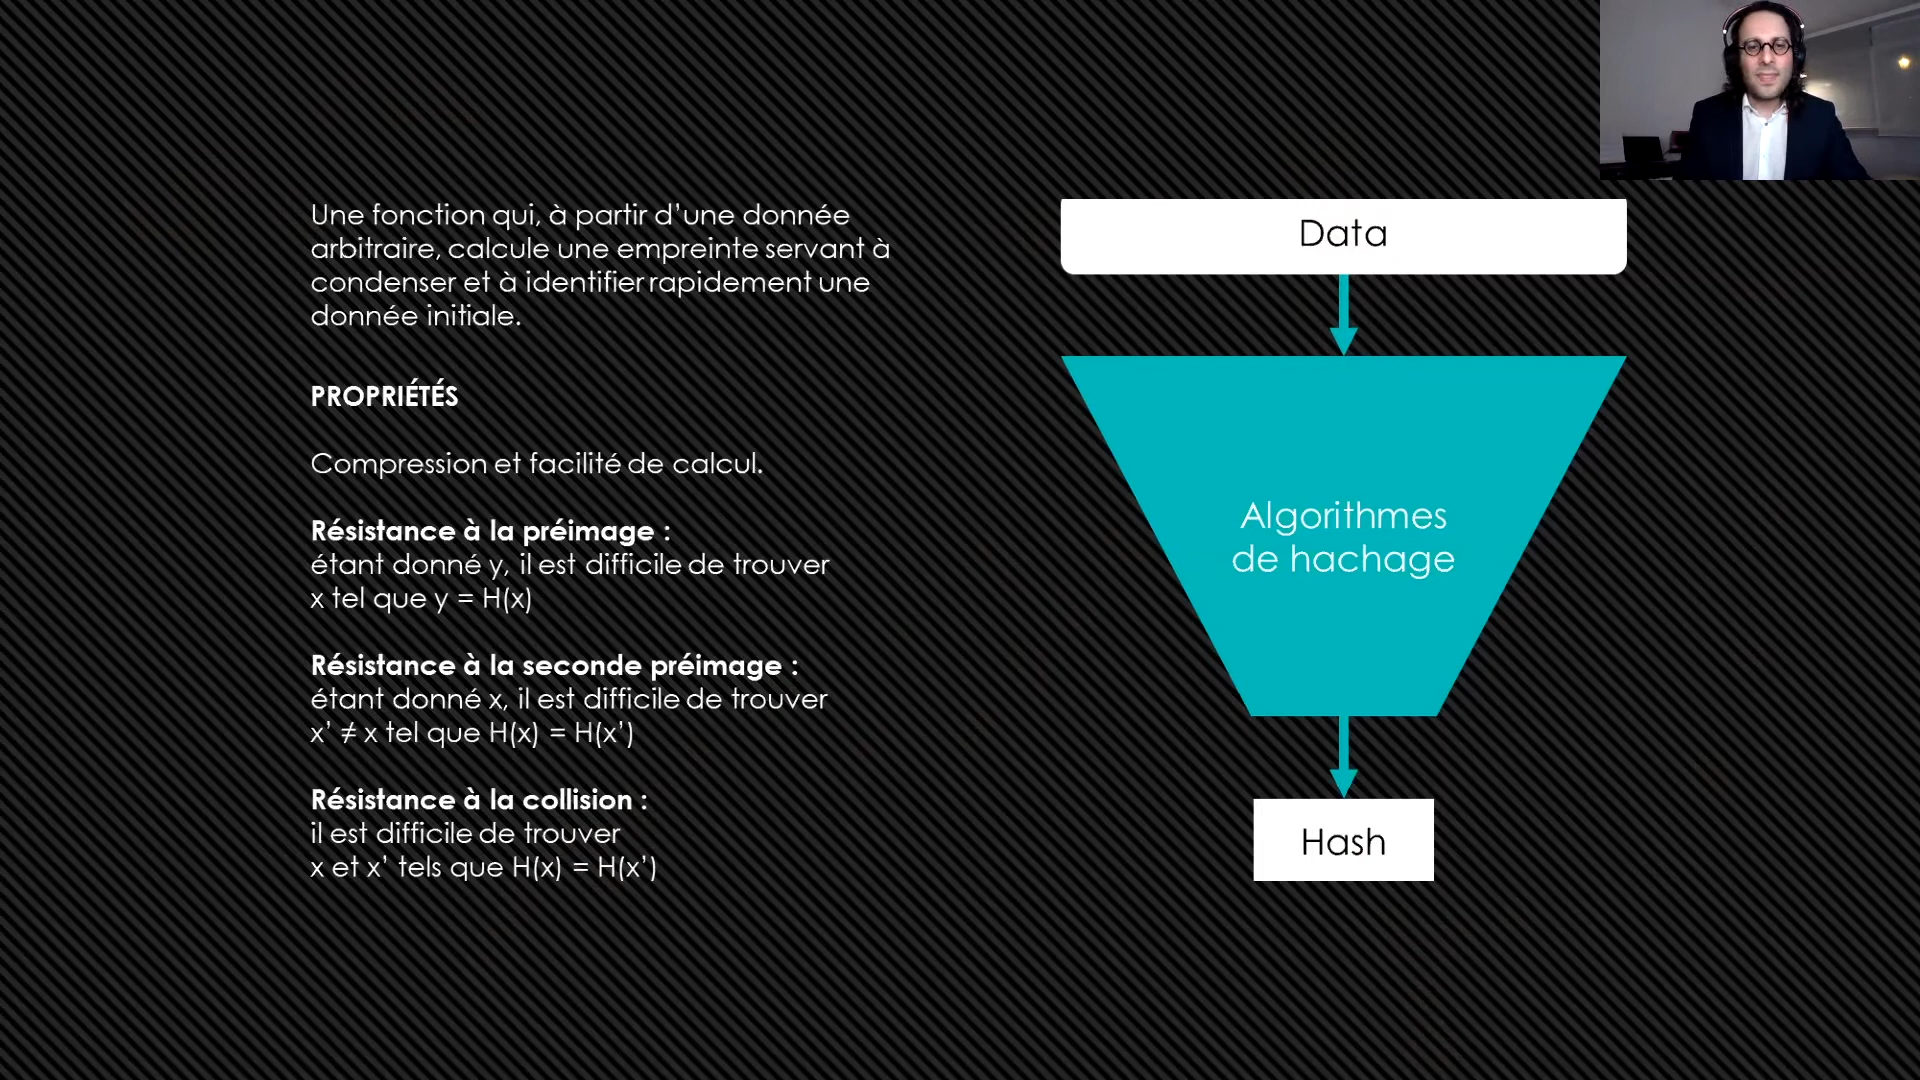 Une fonction qui, à partir d’une donnée
arbitraire, calcule une empreinte servant à
condenser et à identifier rapidement une
donnée initiale.
PROPRIÉTÉS
Compression et facilité de calcul.
Résistance à la préimage :
étant donné y, il est difficile de trouver
x tel que y = H(x)
Résistance à la seconde préimage :
étant donné x, il est difficile de trouver
x’ ≠ x tel que H(x) = H(x’)
Résistance à la collision :
il est difficile de trouver
x et x’ tels que H(x) = H(x’)
Data
Algorithmes
de hachage
Hash